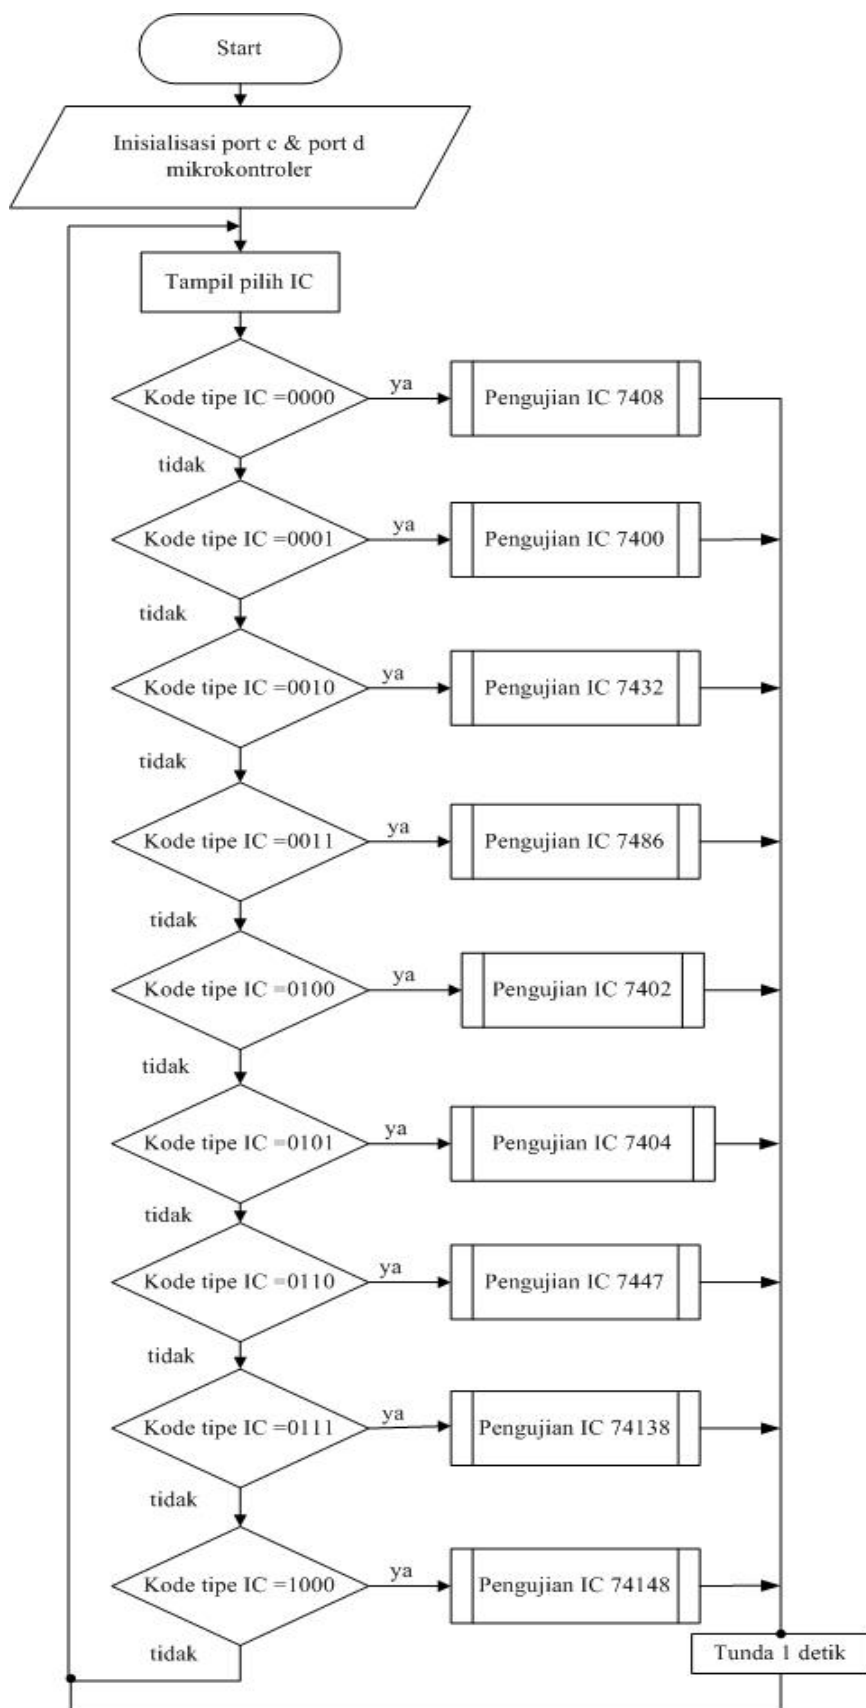 Start
Inisialisasi port c & port d
mikrokontroler
Tampil pilih IC
Kode tipe IC =0000
ya
Pengujian IC 7408
tidak
Kode tipe IC =0001
ya
Pengujian IC 7400
tidak
Kode tipe IC =0010
ya
Pengujian IC 7432
tidak
Kode tipe IC =0011
ya
Pengujian IC 7486
tidak
Kode tipe IC =0100
ya
Pengujian IC 7402
tidak
Kode tipe IC =0101
ya
Pengujian IC 7404
tidak
Kode tipe IC =0110
ya
Pengujian IC 7447
tidak
Kode tipe IC =0111
ya
Pengujian IC 74138
tidak
Kode tipe IC =1000
ya
Pengujian IC 74148
tidak
Tunda 1 detik